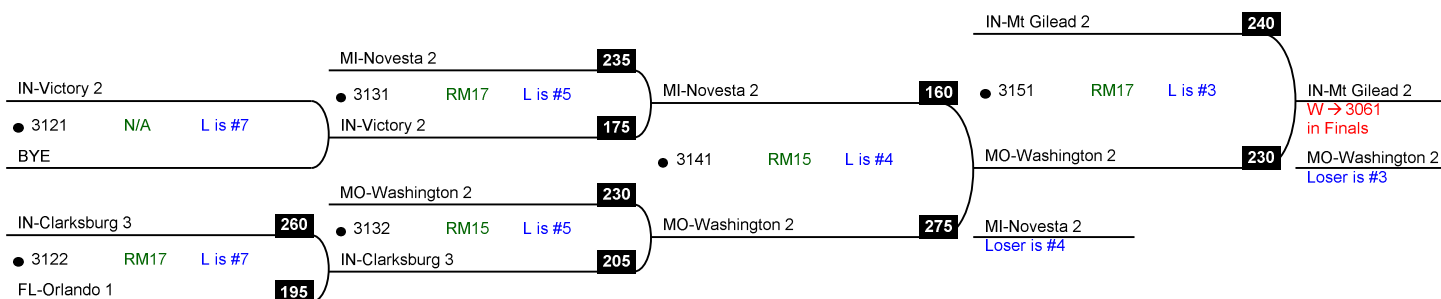 IN-Victory 2
3121 N/A L is #7
BYE
IN-Clarksburg 3 260
3122 RM17 L is #7
FL-Orlando 1 195
MI-Novesta 2 235
3131 RM17 L is #5
IN-Victory 2 175
MO-Washington 2 230
3132 RM15 L is #5
IN-Clarksburg 3 205
MI-Novesta 2 160
3141 RM15 L is #4
MO-Washington 2 275
IN-Mt Gilead 2 240
3151 RM17 L is #3
MO-Washington 2 230
MI-Novesta 2
Loser is #4
IN-Mt Gilead 2
W → 3061
in Finals
MO-Washington 2
Loser is #3